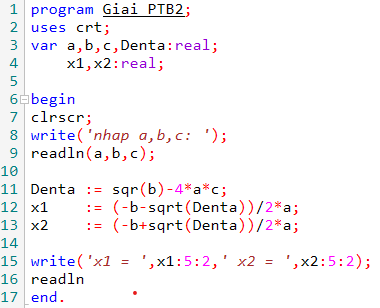 1 program Giai PTB2;
2 uses crt;
3 var a,b,c,Denta:real;
4 x1,x2:real;
5
6 begin
7 clrscr;
8 write('nhap a,b,c: ');
9 readln(a,b,c);
10
11 Denta := sqr(b)-4*a*c;
12 x1 := (-b-sqrt(Denta))/2*a;
13 x2 := (-b+sqrt(Denta))/2*a;
14
15 write('x1 = ',x1:5:2,' x2 = ',x2:5:2);
16 readln
17 end.